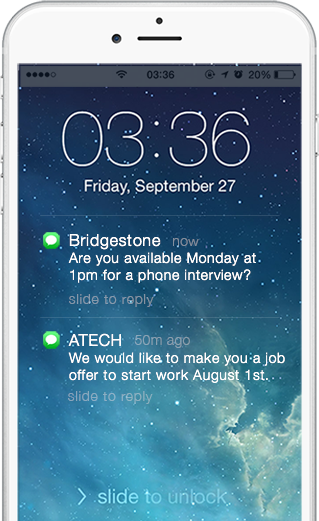 03:36 20%
03:36
Friday, September 27
Bridgestone now
Are you available Monday at
1pm for a phone interview?
slide to reply
ATECH 50m ago
We would like to make you a job
offer to start work August 1st.
slide to reply
> slide to unlock